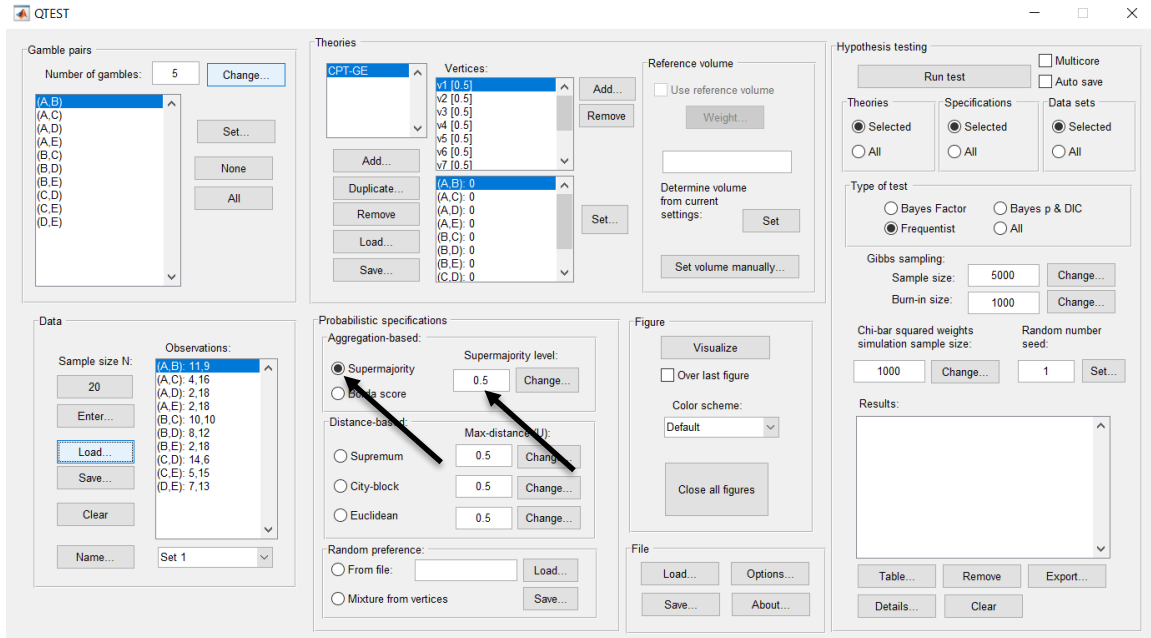 QTEST
Gamble pairs
Number of gambles: 5 Change...
(A,B)
(A,C)
(A,D)
(A,E)
(B,C)
(B,D)
(B,E)
(C,D)
(C,E)
(D,E)
Set...
None
All
Theories
CPT-GE
Add...
Duplicate...
Remove
Load...
Save...
Vertices:
v1 [0.5]
v2 [0.5]
v3 [0.5]
v4 [0.5]
v5 [0.5]
v6 [0.5]
v7 [0.5]
Add...
Remove
(A,B): 0
(A,C): 0
(A,D): 0
(A,E): 0
(B,C): 0
(B,D): 0
(B,E): 0
(C,D): 0
Set...
Reference volume
Use reference volume
Weight...
Determine volume
from current
settings:
Set
Set volume manually...
Hypothesis testing
Run test
Multicore
Auto save
Theories
Selected
All
Specifications
Selected
All
Data sets
Selected
All
Type of test
Bayes Factor Bayes p & DIC
Frequentist All
Gibbs sampling:
Sample size: 5000 Change...
Burn-in size: 1000 Change...
Chi-bar squared weights
simulation sample size:
1000 Change...
Random number
seed:
1 Set...
Results:
Table... Remove Export...
Details... Clear
Data
Sample size N:
20
Enter...
Load...
Save...
Clear
Name... Set 1
Observations:
(A,B): 11,9
(A,C): 4,16
(A,D): 2,18
(A,E): 2,18
(B,C): 10,10
(B,D): 8,12
(B,E): 2,18
(C,D): 14,6
(C,E): 5,15
(D,E): 7,13
Probabilistic specifications
Aggregation-based:
Supermajority
Borda score
Supermajority level:
0.5 Change...
Distance-based:
Max-distance (U):
Supremum 0.5 Change...
City-block 0.5 Change...
Euclidean 0.5 Change...
Random preference:
From file: Load...
Mixture from vertices Save...
Figure
Visualize
Over last figure
Color scheme:
Default
Close all figures
File
Load... Options...
Save... About...